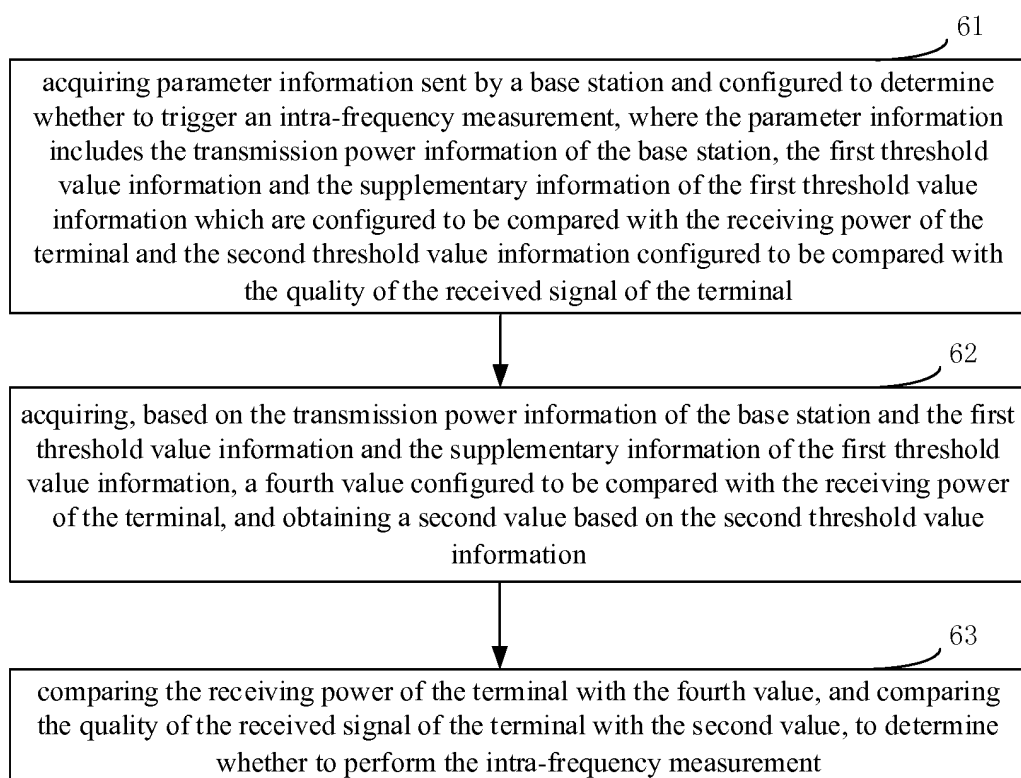 61
acquiring parameter information sent by a base station and configured to determine
whether to trigger an intra-frequency measurement, where the parameter information
includes the transmission power information of the base station, the first threshold
value information and the supplementary information of the first threshold value
information which are configured to be compared with the receiving power of the
terminal and the second threshold value information configured to be compared with
the quality of the received signal of the terminal
62
acquiring, based on the transmission power information of the base station and the first
threshold value information and the supplementary information of the first threshold
value information, a fourth value configured to be compared with the receiving power
of the terminal, and obtaining a second value based on the second threshold value
information
63
comparing the receiving power of the terminal with the fourth value, and comparing
the quality of the received signal of the terminal with the second value, to determine
whether to perform the intra-frequency measurement